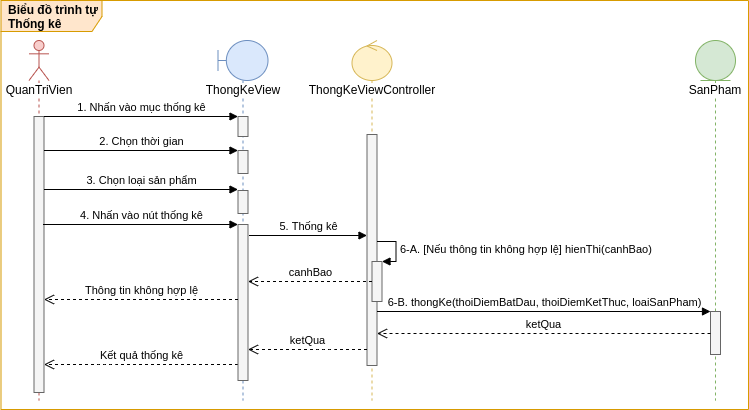 Biểu đồ trình tự
Thống kê
QuanTriVien
ThongKeView
ThongKeViewController
SanPham
1. Nhấn vào mục thống kê
2. Chọn thời gian
3. Chọn loại sản phẩm
4. Nhấn vào nút thống kê
5. Thống kê
6-A. [Nếu thông tin không hợp lệ] hienThi(canhBao)
canhBao
Thông tin không hợp lệ
6-B. thongKe(thoiDiemBatDau, thoiDiemKetThuc, loaiSanPham)
ketQua
ketQua
Kết quả thống kê